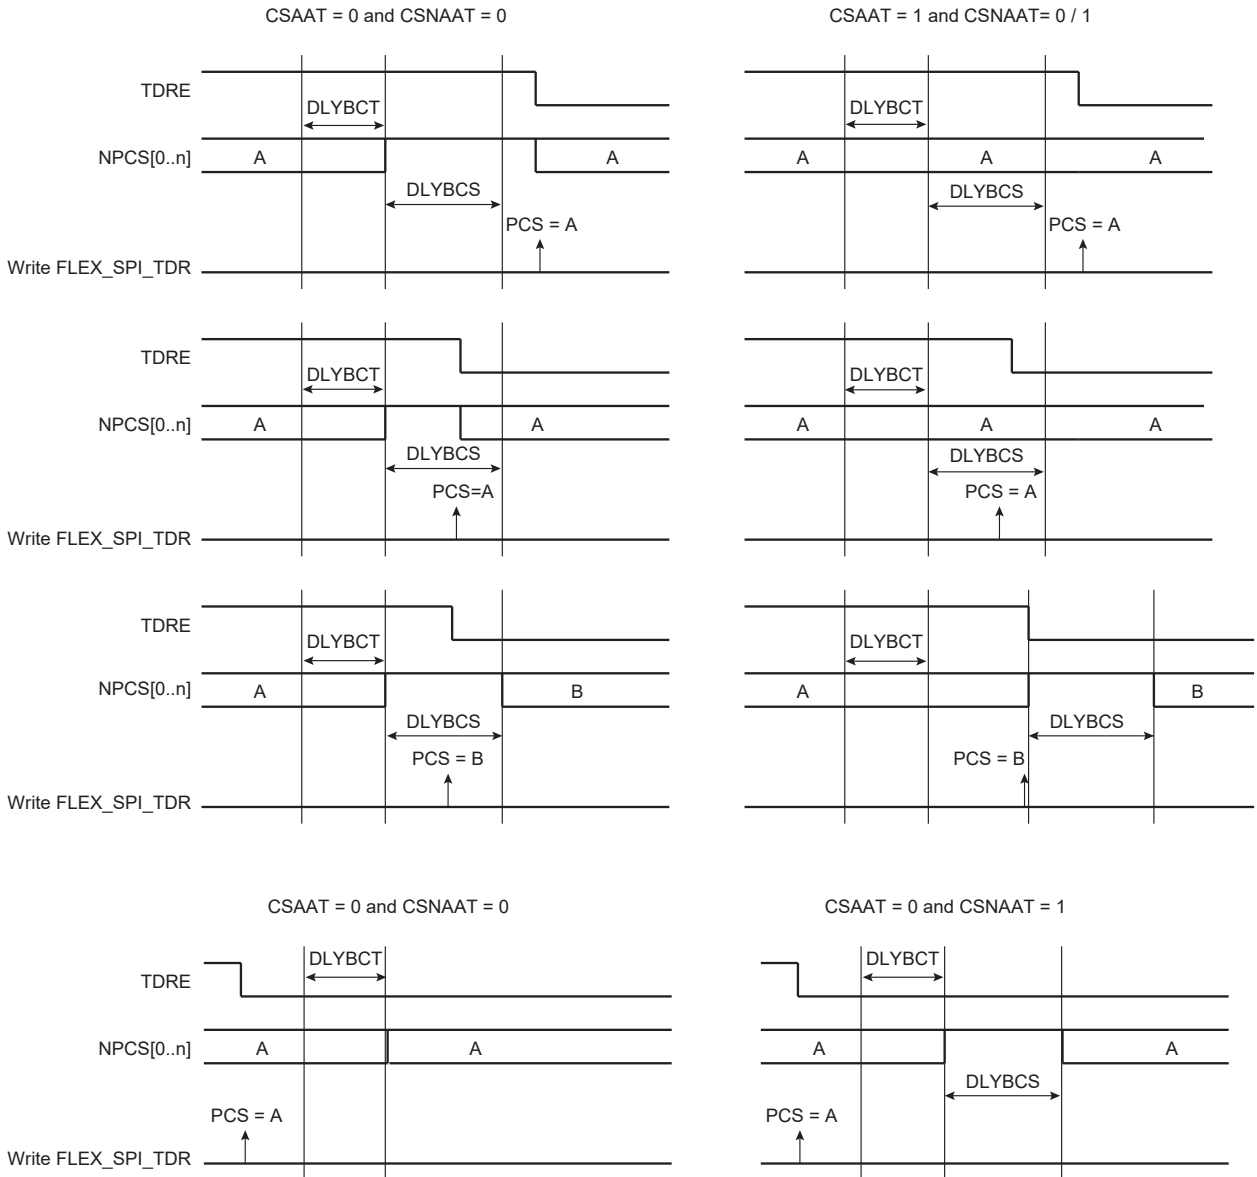 CSAAT = 0 and CSNAAT = 0
CSAAT = 1 and CSNAAT= 0 / 1
TDRE
DLYBCT
DLYBCT
NPCS[0..n]
A
A
A
A
A
DLYBCS
DLYBCS
PCS = A
PCS = A
Write FLEX_SPI_TDR
TDRE
DLYBCT
DLYBCT
NPCS[0..n]
A
A
A
A
A
DLYBCS
DLYBCS
PCS=A
PCS = A
Write FLEX_SPI_TDR
TDRE
DLYBCT
DLYBCT
NPCS[0..n]
A
B
A
B
DLYBCS
DLYBCS
PCS = B
PCS = B
Write FLEX_SPI_TDR
CSAAT = 0 and CSNAAT = 0
CSAAT = 0 and CSNAAT = 1
DLYBCT
DLYBCT
TDRE
NPCS[0..n]
A
A
A
A
DLYBCS
PCS = A
PCS = A
Write FLEX_SPI_TDR